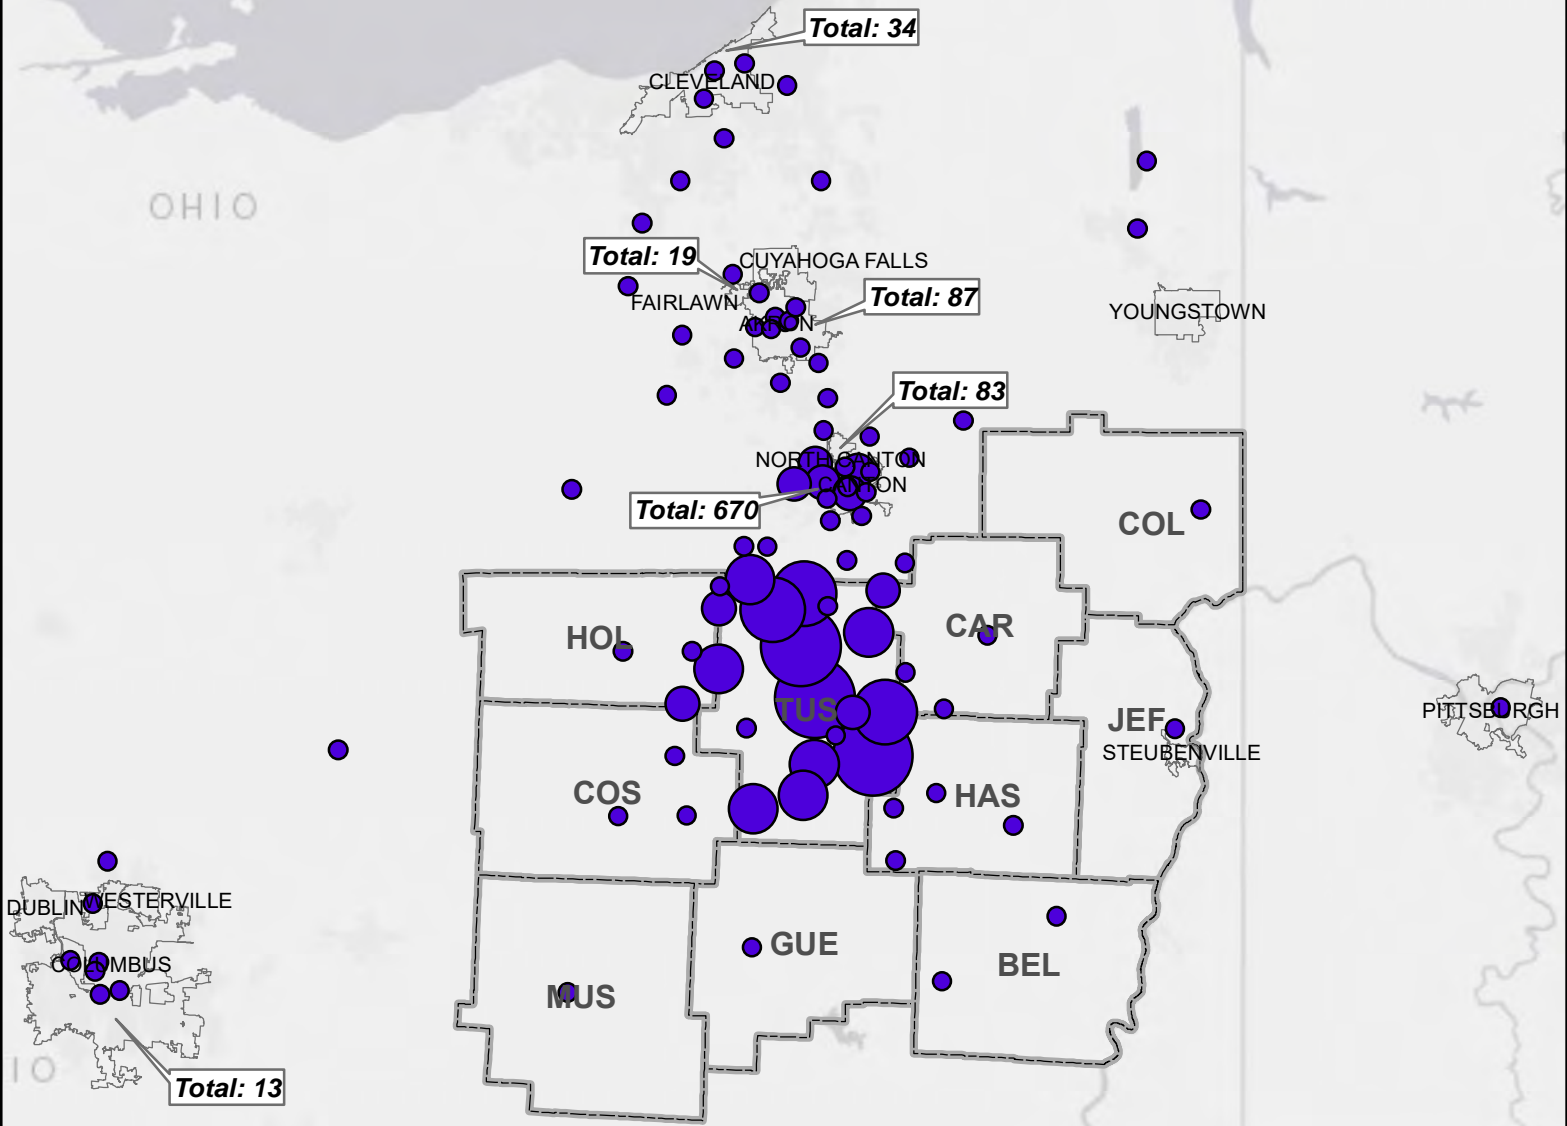 Total: 34
CLEVELAND
OHIO
Total: 19
CUYAHOGA FALLS
FAIRLAWN
Total: 87
AKRON
YOUNGSTOWN
Total: 83
NORTH CANTON
CANTON
Total: 670
COL
HOL
CAR
TUS
JEF
PITTSBURGH
STEUBENVILLE
COS
HAS
DUBLIN
WESTERVILLE
GUE
COLUMBUS
BEL
MUS
IO
Total: 13